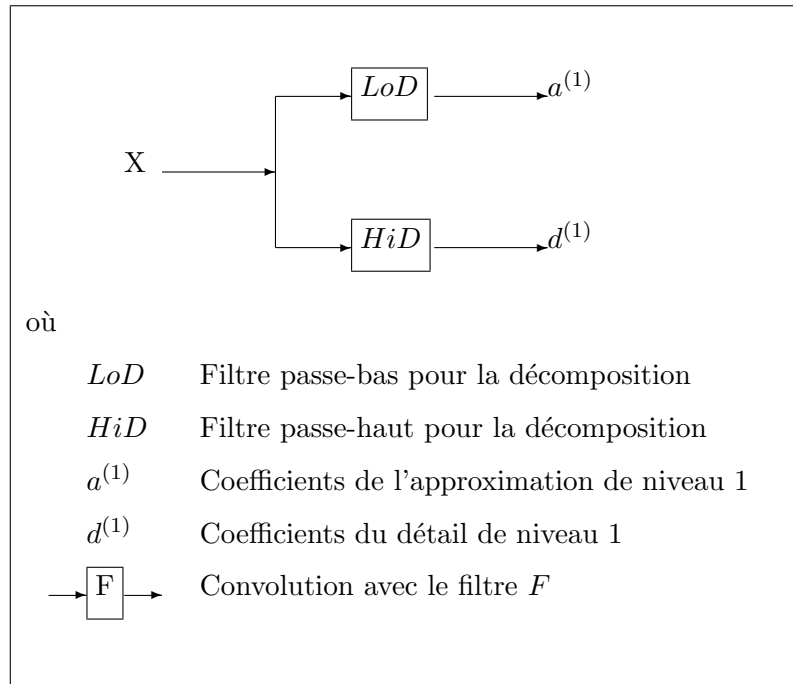 LoD a^{(1)}
X
HiD d^{(1)}
où
LoD Filtre passe-bas pour la décomposition
HiD Filtre passe-haut pour la décomposition
a^{(1)} Coefficients de l'approximation de niveau 1
d^{(1)} Coefficients du détail de niveau 1
F Convolution avec le filtre F